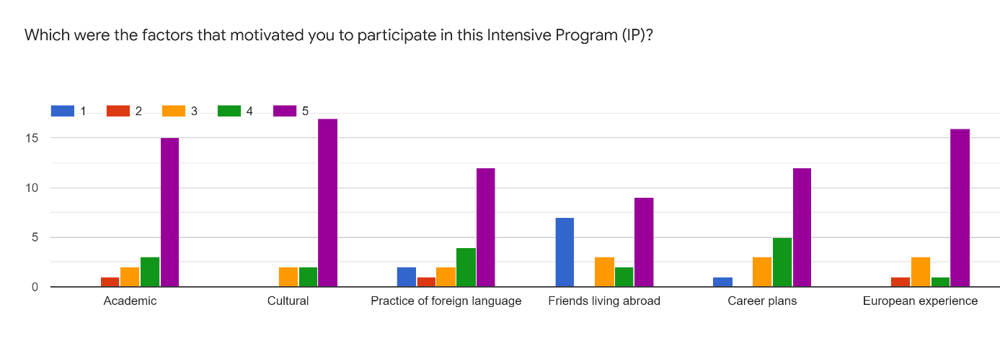 Which were the factors that motivated you to participate in this Intensive Program (IP)?
1 2 3 4 5
15
10
5
0
Academic Cultural Practice of foreign language Friends living abroad Career plans European experience